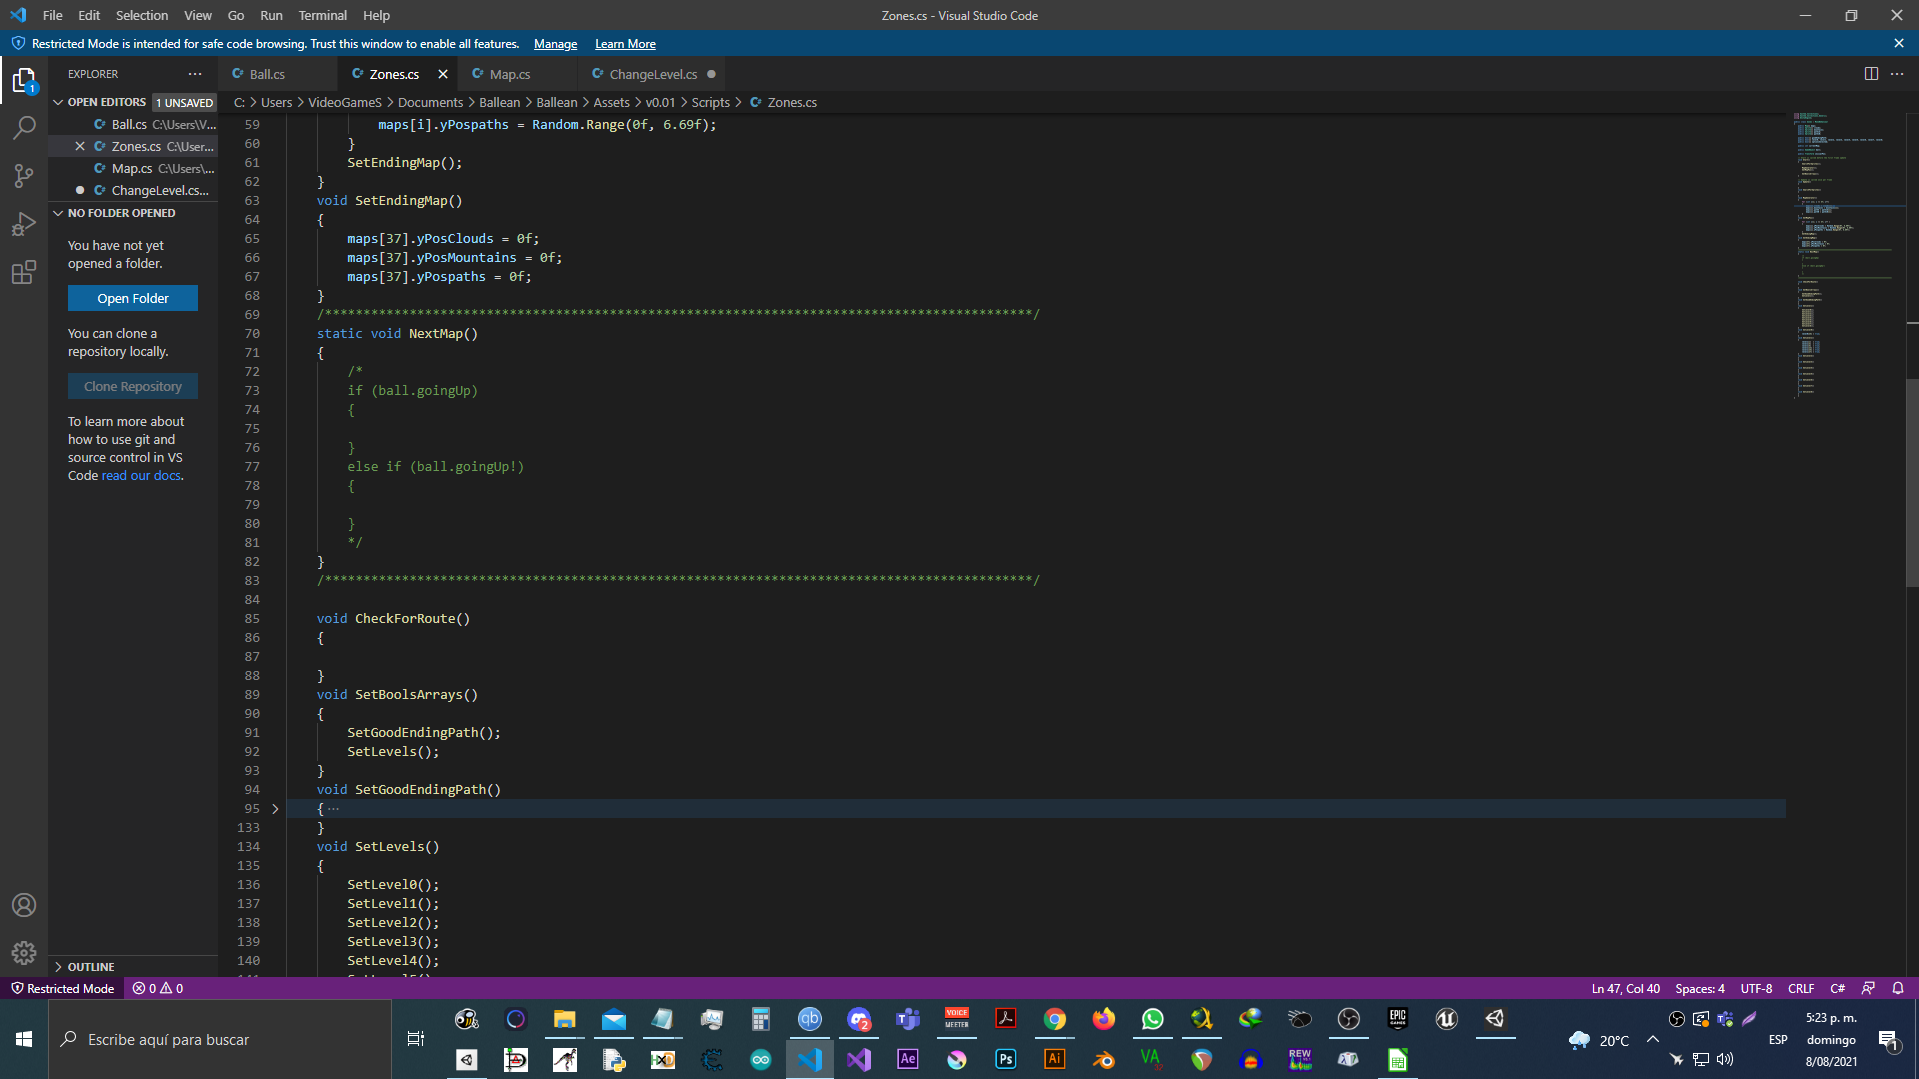 File Edit Selection View Go Run Terminal Help
Zones.cs - Visual Studio Code
Restricted Mode is intended for safe code browsing. Trust this window to enable all features. Manage Learn More
EXPLORER
Ball.cs
Zones.cs
Map.cs
ChangeLevel.cs
OPEN EDITORS 1 UNSAVED
C: > Users > VideoGameS > Documents > Ballean > Ballean > Assets > v0.01 > Scripts > Zones.cs
Ball.cs C:\Users\V...
Zones.cs C:\User...
Map.cs C:\Users\...
ChangeLevel.cs...
NO FOLDER OPENED
You have not yet
opened a folder.
Open Folder
You can clone a
repository locally.
Clone Repository
To learn more about
how to use git and
source control in VS
Code read our docs.
OUTLINE
59 maps[i].yPospaths = Random.Range(0f, 6.69f);
60 }
61 SetEndingMap();
62 }
63 void SetEndingMap()
64 {
65 maps[37].yPosClouds = 0f;
66 maps[37].yPosMountains = 0f;
67 maps[37].yPospaths = 0f;
68 }
69 /********************************************************************************************/
70 static void NextMap()
71 {
72 /*
73 if (ball.goingUp)
74 {
75
76 }
77 else if (ball.goingUp!)
78 {
79
80 }
81 */
82 }
83 /********************************************************************************************/
84
85 void CheckForRoute()
86 {
87
88 }
89 void SetBoolsArrays()
90 {
91 SetGoodEndingPath();
92 SetLevels();
93 }
94 void SetGoodEndingPath()
95 { ...
133 }
134 void SetLevels()
135 {
136 SetLevel0();
137 SetLevel1();
138 SetLevel2();
139 SetLevel3();
140 SetLevel4();
Restricted Mode 0 0
Ln 47, Col 40 Spaces: 4 UTF-8 CRLF C#
Escribe aquí para buscar
20°C
ESP
5:23 p. m.
domingo
8/08/2021